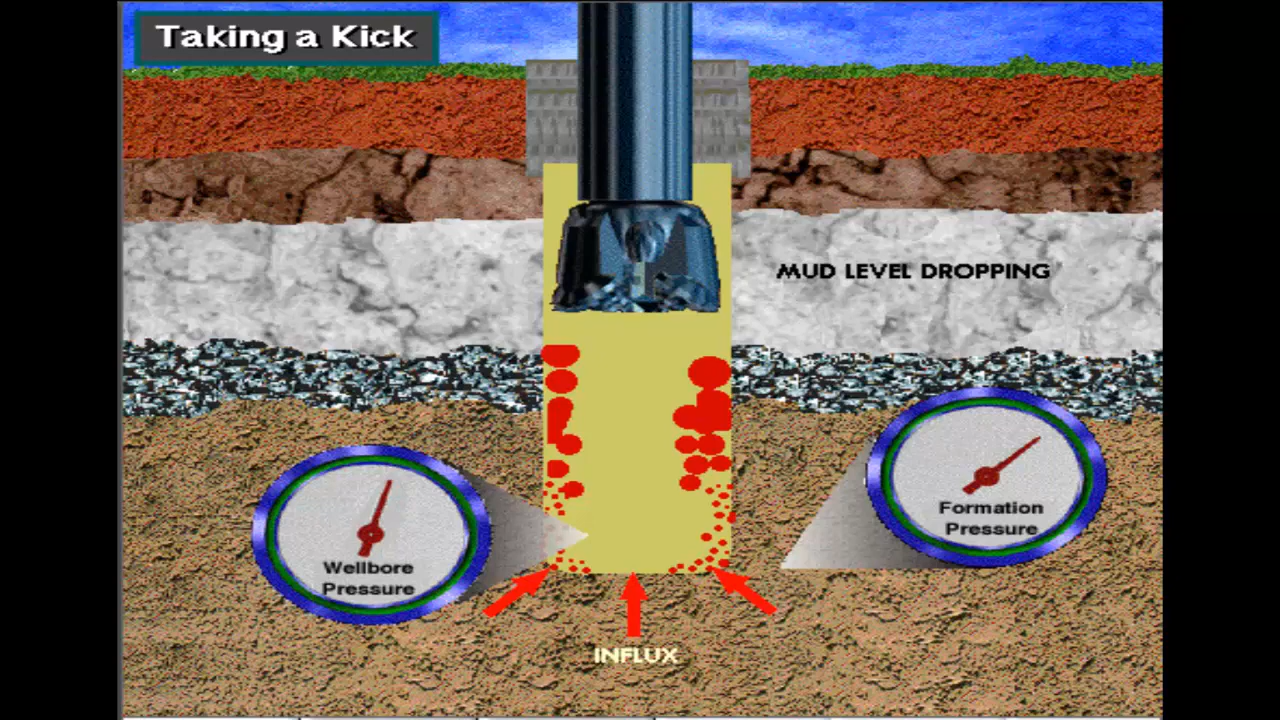 Taking a Kick
MUD LEVEL DROPPING
Formation
Pressure
Wellbore
Pressure
INFLUX